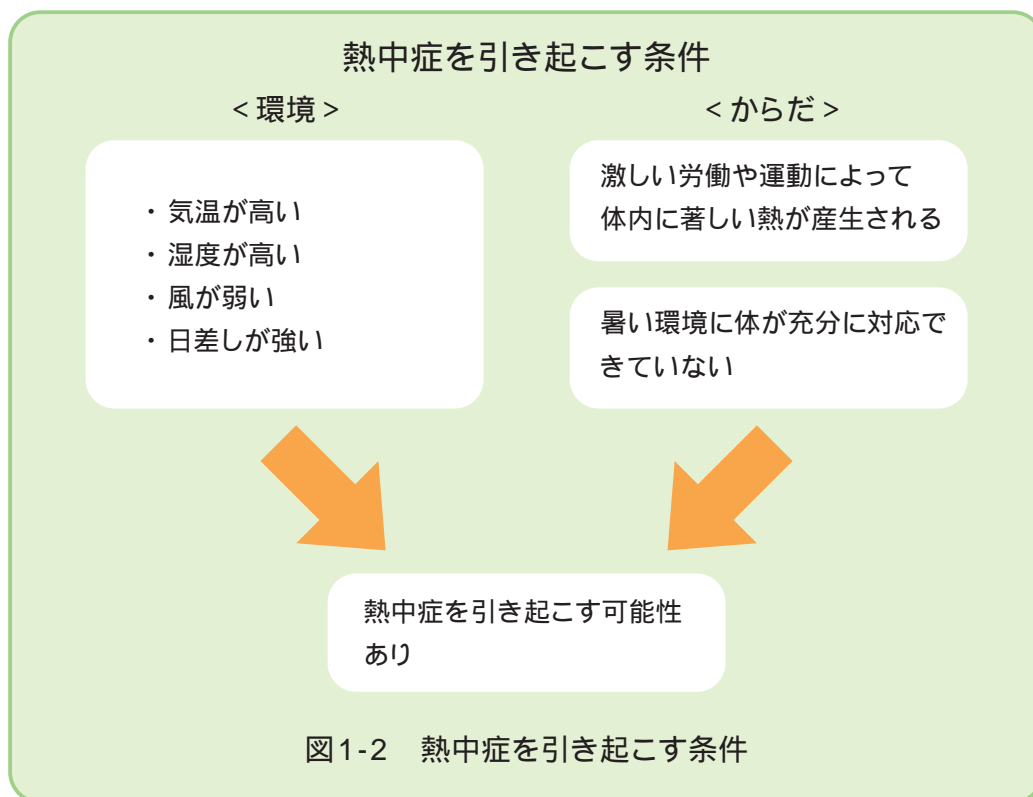 熱中症を引き起こす条件
<環境>
・気温が高い
・湿度が高い
・風が弱い
・日差しが強い
<からだ>
激しい労働や運動によって
体内に著しい熱が産生される
暑い環境に体が充分に対応で
きていない
熱中症を引き起こす可能性
あり
図1-2　熱中症を引き起こす条件